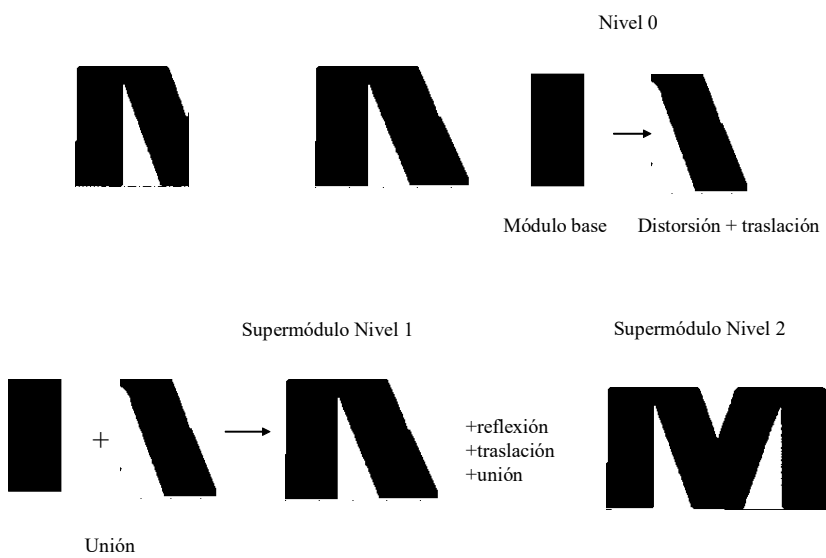 Nivel 0
Módulo base
Distorsión + traslación
Supermódulo Nivel 1
Supermódulo Nivel 2
+
+reflexión
+traslación
+unión
Unión